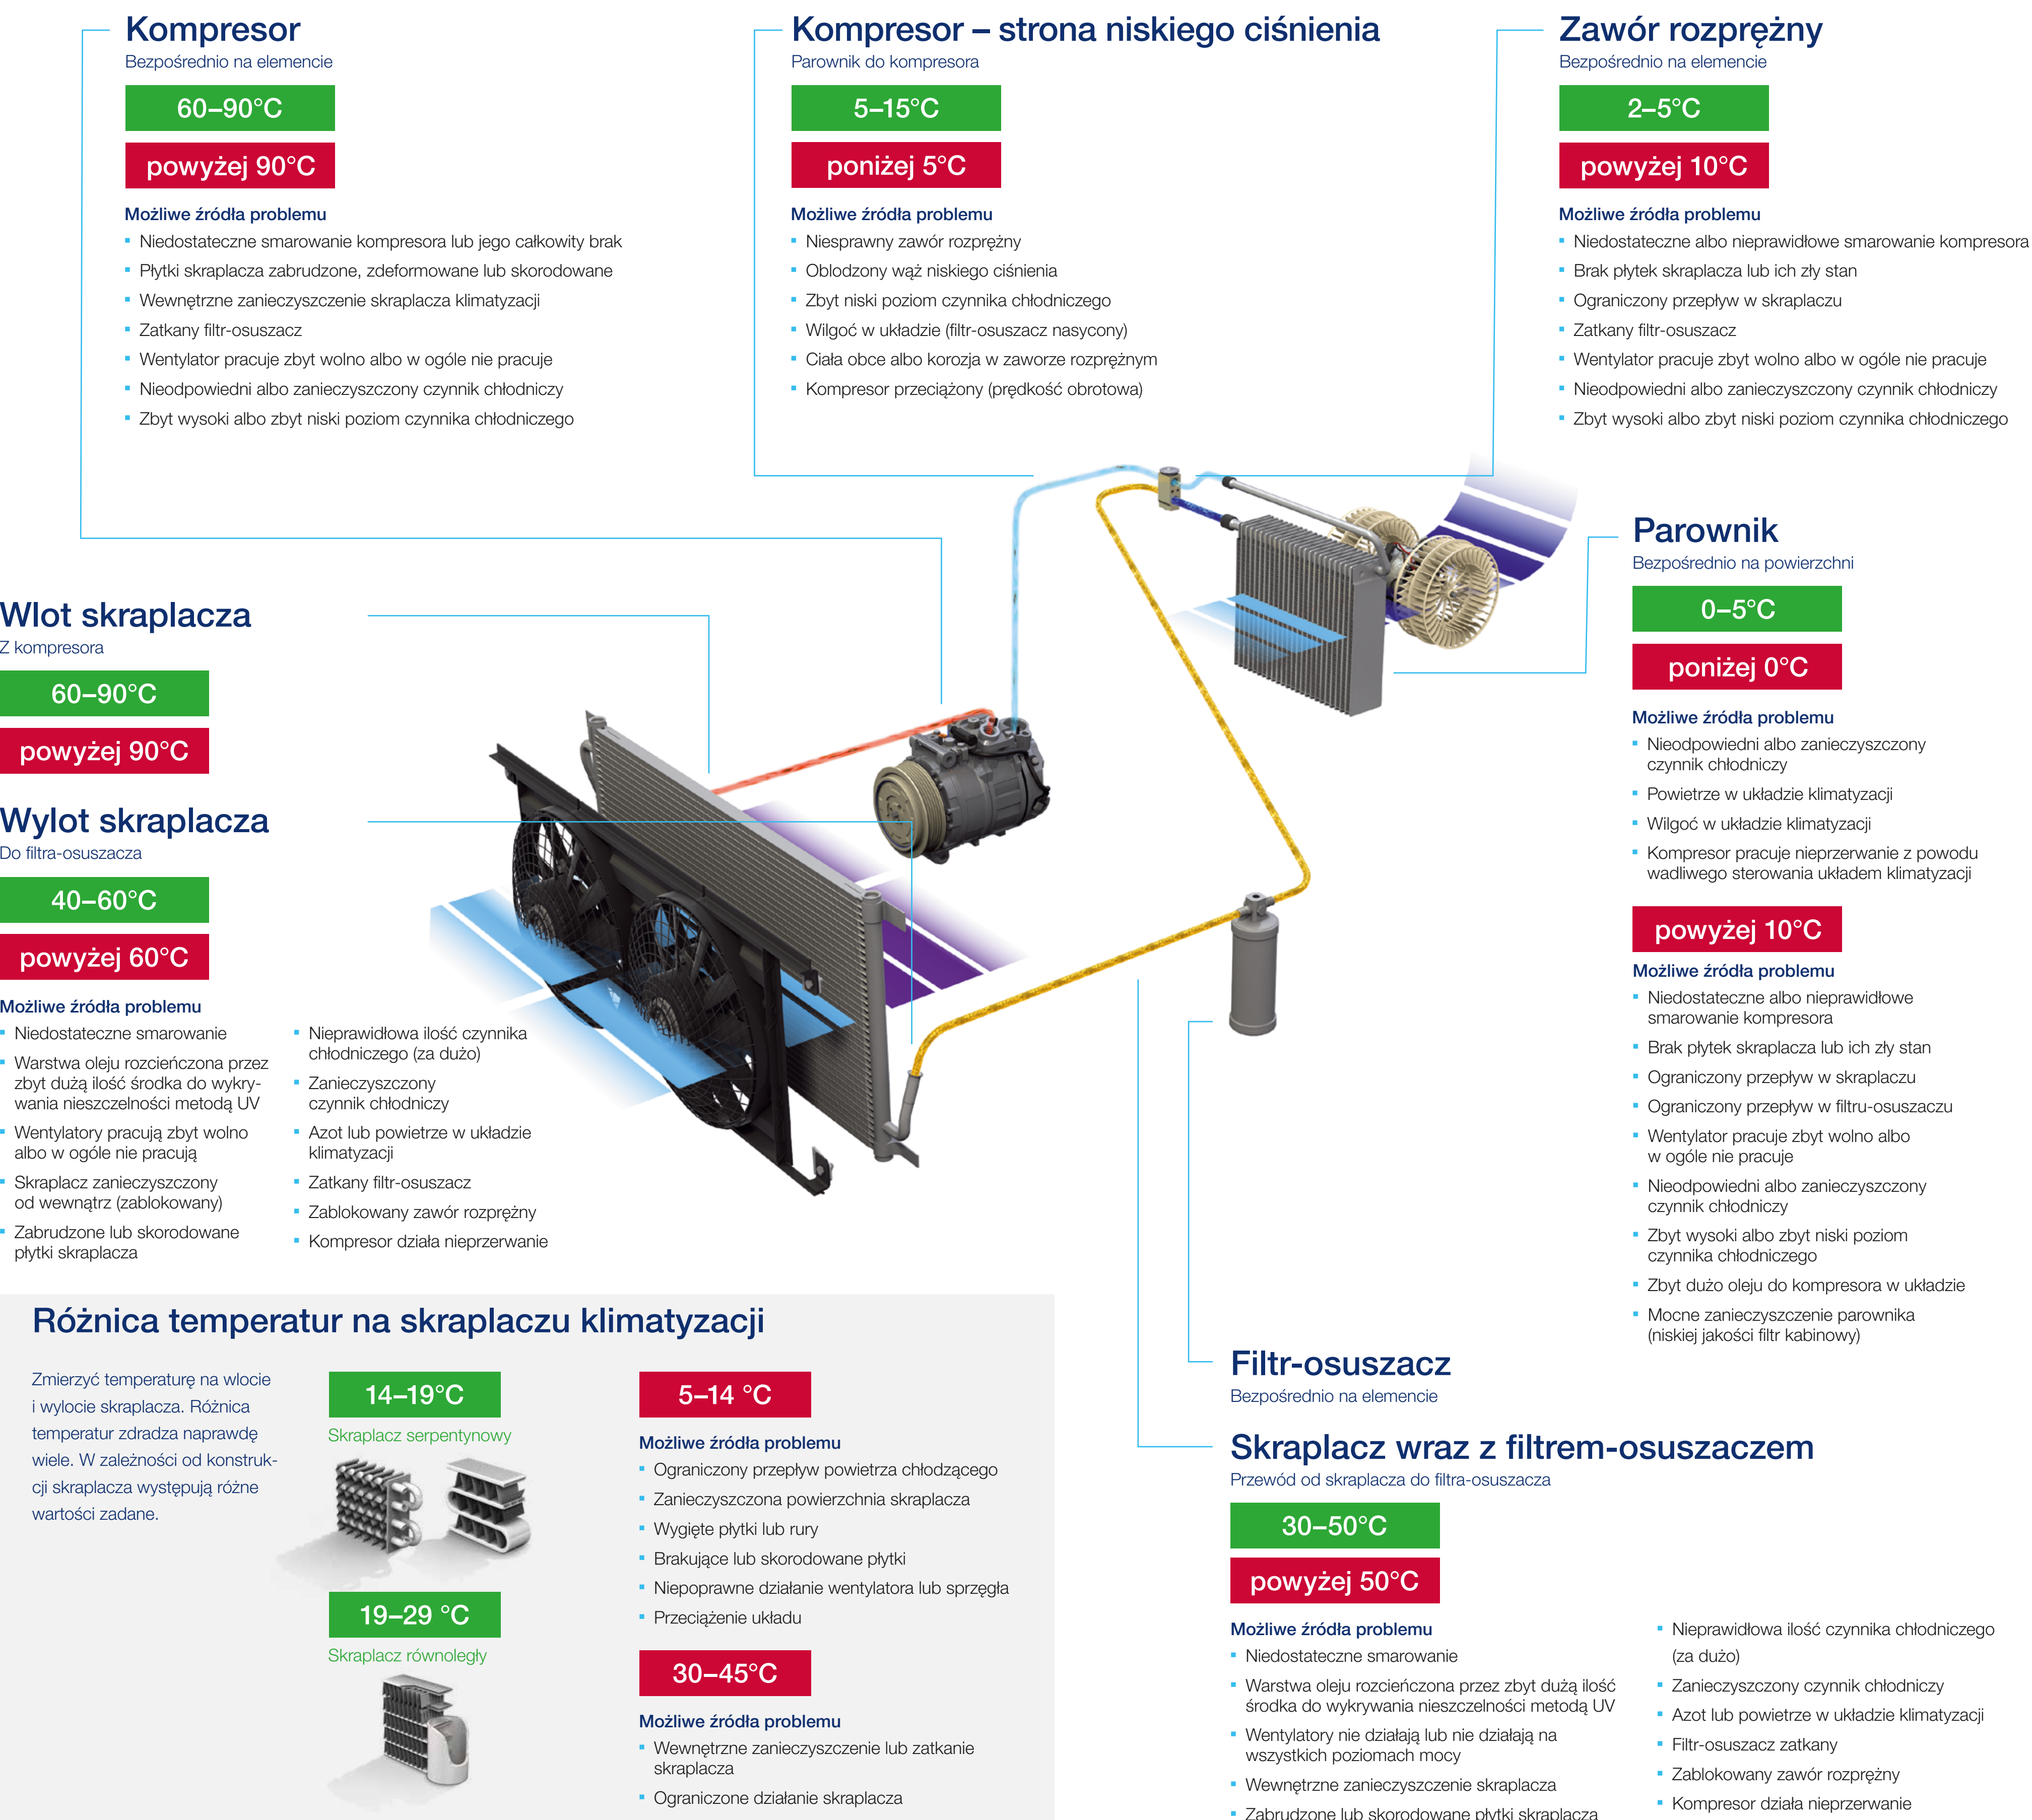 Kompresor
Bezpośrednio na elemencie
60–90°C
powyżej 90°C
Możliwe źródła problemu
▪ Niedostateczne smarowanie kompresora lub jego całkowity brak
▪ Płytki skraplacza zabrudzone, zdeformowane lub skorodowane
▪ Wewnętrzne zanieczyszczenie skraplacza klimatyzacji
▪ Zatkany filtr-osuszacz
▪ Wentylator pracuje zbyt wolno albo w ogóle nie pracuje
▪ Nieodpowiedni albo zanieczyszczony czynnik chłodniczy
▪ Zbyt wysoki albo zbyt niski poziom czynnika chłodniczego
Kompresor – strona niskiego ciśnienia
Parownik do kompresora
5–15°C
poniżej 5°C
Możliwe źródła problemu
▪ Niesprawny zawór rozprężny
▪ Oblodzony wąż niskiego ciśnienia
▪ Zbyt niski poziom czynnika chłodniczego
▪ Wilgoć w układzie (filtr-osuszacz nasycony)
▪ Ciała obce albo korozja w zaworze rozprężnym
▪ Kompresor przeciążony (prędkość obrotowa)
Zawór rozprężny
Bezpośrednio na elemencie
2–5°C
powyżej 10°C
Możliwe źródła problemu
▪ Niedostateczne albo nieprawidłowe smarowanie kompresora
▪ Brak płytek skraplacza lub ich zły stan
▪ Ograniczony przepływ w skraplaczu
▪ Zatkany filtr-osuszacz
▪ Wentylator pracuje zbyt wolno albo w ogóle nie pracuje
▪ Nieodpowiedni albo zanieczyszczony czynnik chłodniczy
▪ Zbyt wysoki albo zbyt niski poziom czynnika chłodniczego
Parownik
Bezpośrednio na powierzchni
0–5°C
poniżej 0°C
Możliwe źródła problemu
▪ Nieodpowiedni albo zanieczyszczony
czynnik chłodniczy
▪ Powietrze w układzie klimatyzacji
▪ Wilgoć w układzie klimatyzacji
▪ Kompresor pracuje nieprzerwanie z powodu
wadliwego sterowania układem klimatyzacji
powyżej 10°C
Możliwe źródła problemu
▪ Niedostateczne albo nieprawidłowe
smarowanie kompresora
▪ Brak płytek skraplacza lub ich zły stan
▪ Ograniczony przepływ w skraplaczu
▪ Ograniczony przepływ w filtru-osuszaczu
▪ Wentylator pracuje zbyt wolno albo
w ogóle nie pracuje
▪ Nieodpowiedni albo zanieczyszczony
czynnik chłodniczy
▪ Zbyt wysoki albo zbyt niski poziom
czynnika chłodniczego
▪ Zbyt dużo oleju do kompresora w układzie
▪ Mocne zanieczyszczenie parownika
(niskiej jakości filtr kabinowy)
Wlot skraplacza
Z kompresora
60–90°C
powyżej 90°C
Wylot skraplacza
Do filtra-osuszacza
40–60°C
powyżej 60°C
Możliwe źródła problemu
▪ Niedostateczne smarowanie
▪ Warstwa oleju rozcieńczona przez
zbyt dużą ilość środka do wykry-
wania nieszczelności metodą UV
▪ Wentylatory pracują zbyt wolno
albo w ogóle nie pracują
▪ Skraplacz zanieczyszczony
od wewnątrz (zablokowany)
▪ Zabrudzone lub skorodowane
płytki skraplacza
▪ Nieprawidłowa ilość czynnika
chłodniczego (za dużo)
▪ Zanieczyszczony
czynnik chłodniczy
▪ Azot lub powietrze w układzie
klimatyzacji
▪ Zatkany filtr-osuszacz
▪ Zablokowany zawór rozprężny
▪ Kompresor działa nieprzerwanie
Różnica temperatur na skraplaczu klimatyzacji
Zmierzyć temperaturę na wlocie
i wylocie skraplacza. Różnica
temperatur zdradza naprawdę
wiele. W zależności od konstruk-
cji skraplacza występują różne
wartości zadane.
14–19°C
Skraplacz serpentynowy
19–29 °C
Skraplacz równoległy
5–14 °C
Możliwe źródła problemu
▪ Ograniczony przepływ powietrza chłodzącego
▪ Zanieczyszczona powierzchnia skraplacza
▪ Wygięte płytki lub rury
▪ Brakujące lub skorodowane płytki
▪ Niepoprawne działanie wentylatora lub sprzęgła
▪ Przeciążenie układu
30–45°C
Możliwe źródła problemu
▪ Wewnętrzne zanieczyszczenie lub zatkanie
skraplacza
▪ Ograniczone działanie skraplacza
Filtr-osuszacz
Bezpośrednio na elemencie
Skraplacz wraz z filtrem-osuszaczem
Przewód od skraplacza do filtra-osuszacza
30–50°C
powyżej 50°C
Możliwe źródła problemu
▪ Niedostateczne smarowanie
▪ Warstwa oleju rozcieńczona przez zbyt dużą ilość
środka do wykrywania nieszczelności metodą UV
▪ Wentylatory nie działają lub nie działają na
wszystkich poziomach mocy
▪ Wewnętrzne zanieczyszczenie skraplacza
▪ Zabrudzone lub skorodowane płytki skraplacza
▪ Nieprawidłowa ilość czynnika chłodniczego
(za dużo)
▪ Zanieczyszczony czynnik chłodniczy
▪ Azot lub powietrze w układzie klimatyzacji
▪ Filtr-osuszacz zatkany
▪ Zablokowany zawór rozprężny
▪ Kompresor działa nieprzerwanie